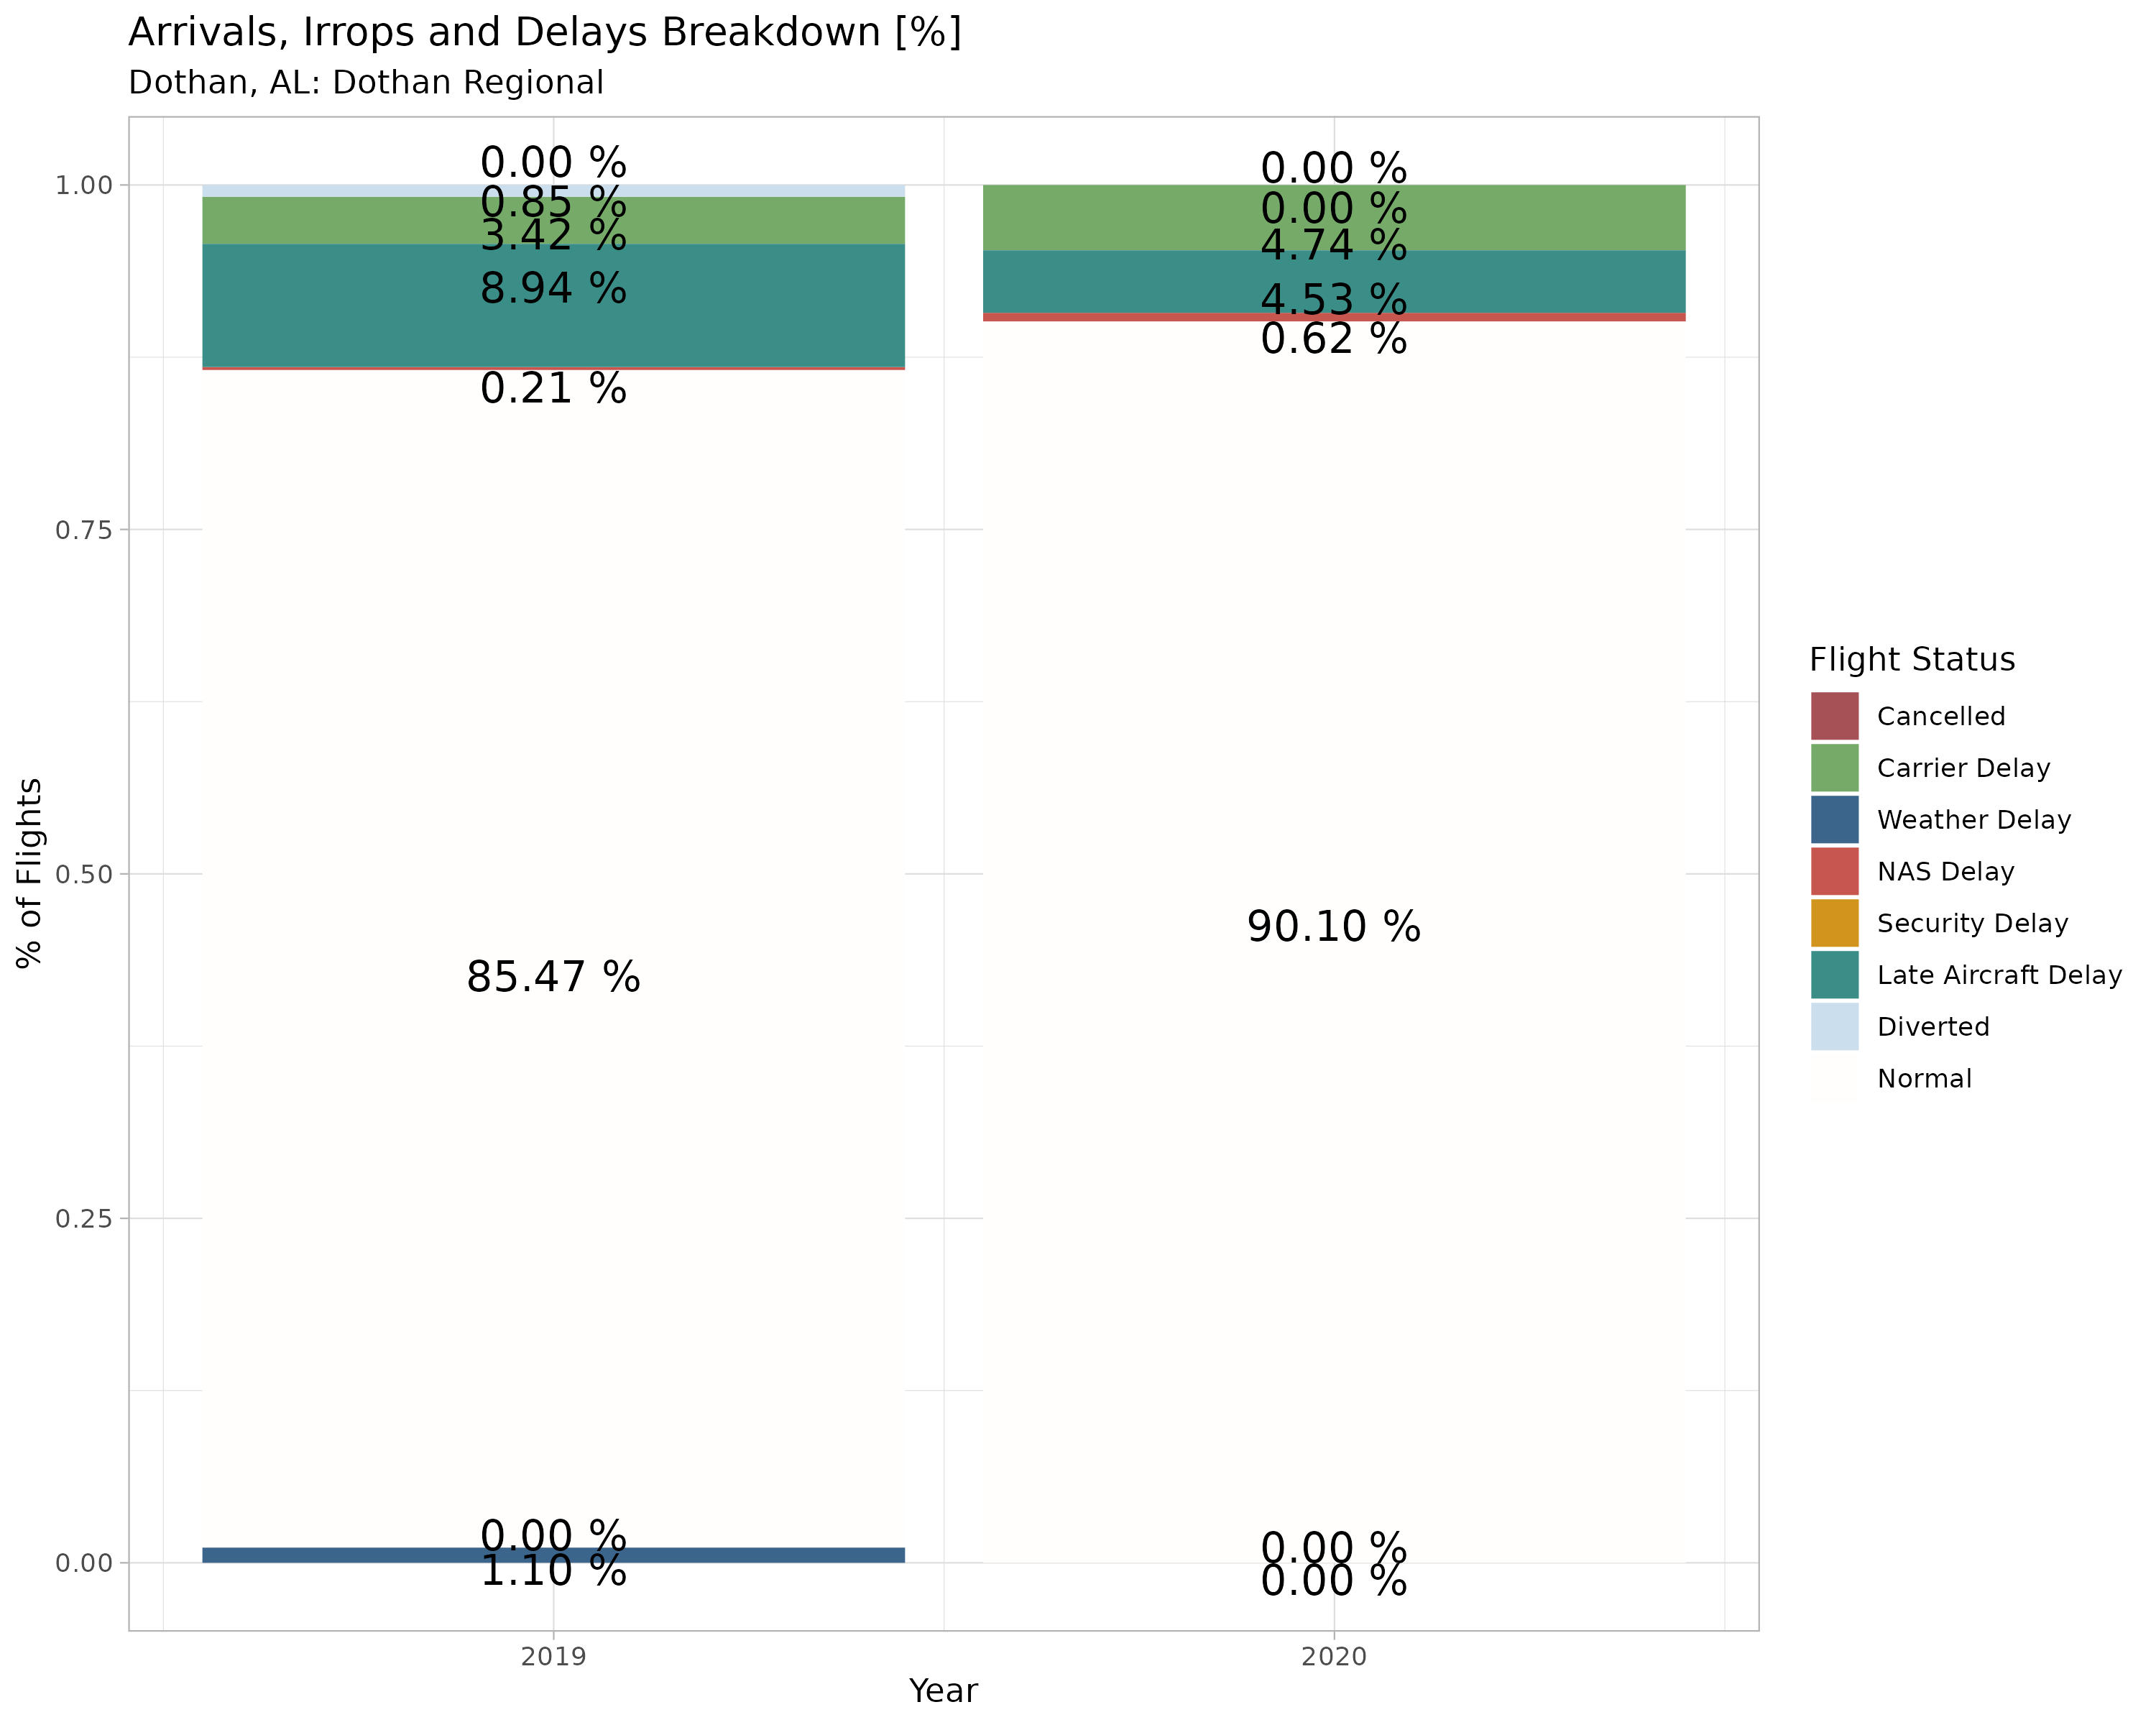 Arrivals, Irrops and Delays Breakdown [%]
Dothan, AL: Dothan Regional
% of Flights
1.00
0.75
0.50
0.25
0.00
0.00 %
0.85 %
3.42 %
8.94 %
0.21 %
85.47 %
0.00 %
1.10 %
0.00 %
0.00 %
4.74 %
4.53 %
0.62 %
90.10 %
0.00 %
0.00 %
2019
2020
Year
Flight Status
Cancelled
Carrier Delay
Weather Delay
NAS Delay
Security Delay
Late Aircraft Delay
Diverted
Normal